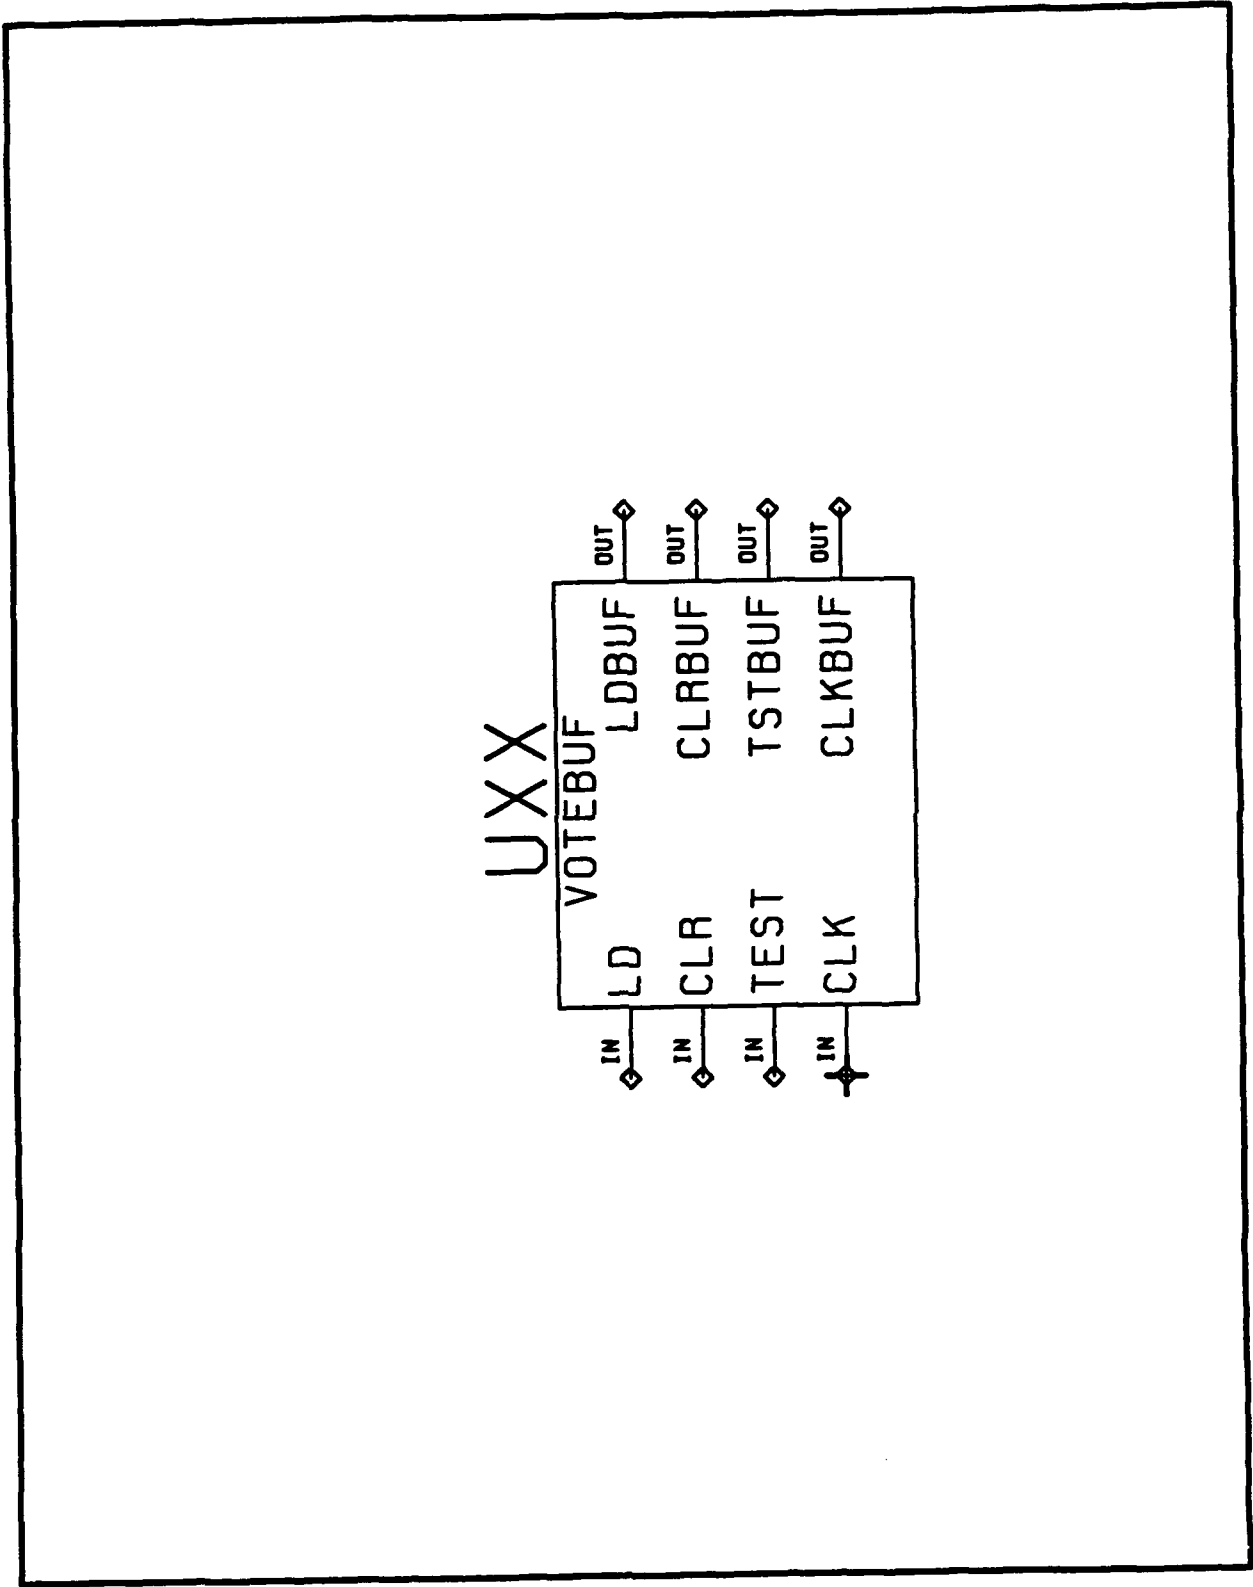 UXX
VOTEBUF
IN LD LDBUF OUT
IN CLR CLRBUF OUT
IN TEST TSTBUF OUT
IN CLK CLKBUF OUT